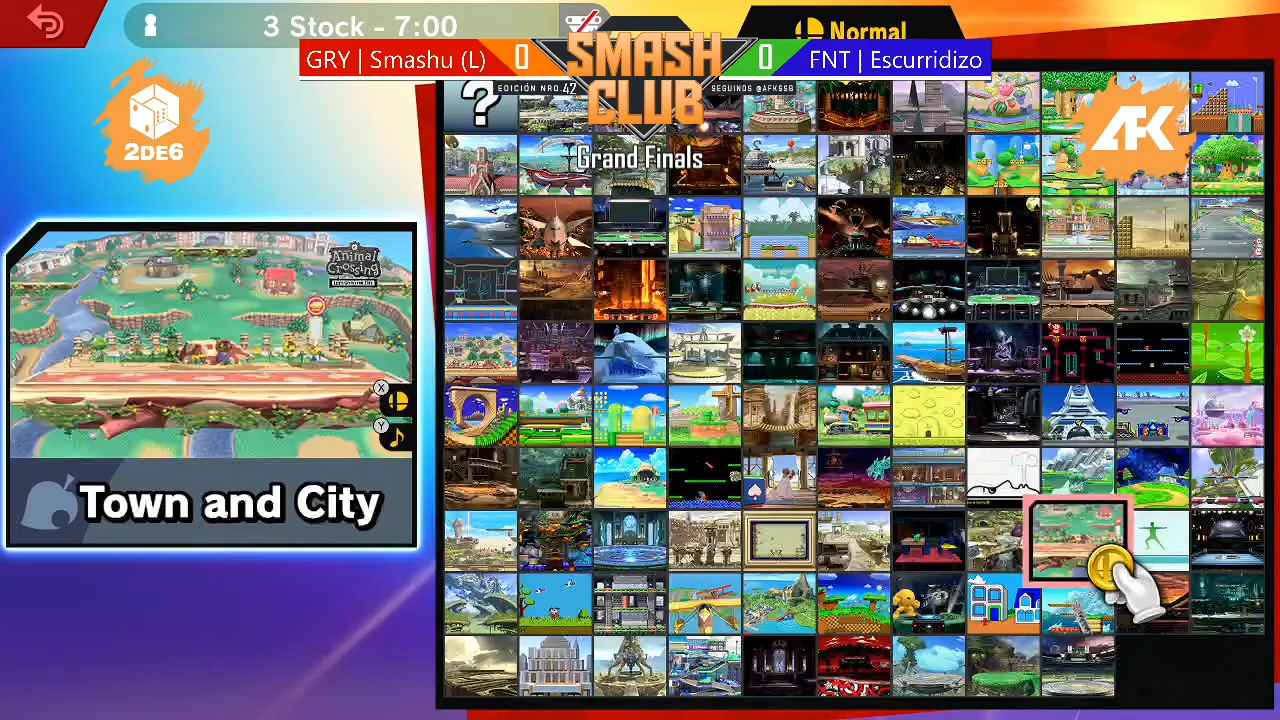 3 Stock - 7:00
Normal
GRY | Smashu (L)
0
SMASH
CLUB
0
FNT | Escurridizo
EDICIÓN NRO. 42
SEGUINOS @AFKSSB
Grand Finals
2DE6
AFK
?
Animal
Crossing
X
Y
Town and City